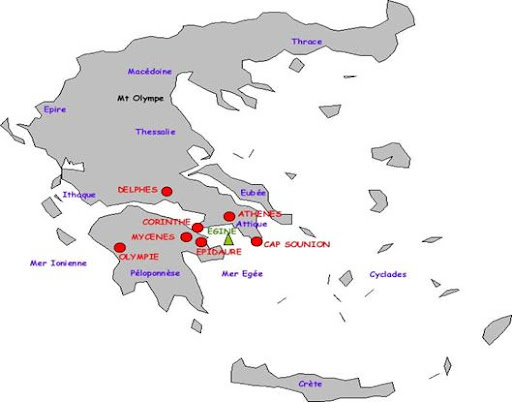 Thrace
Macédoine
Mt Olympe
Epire
Thessalie
DELPHES
Eubée
Ithaque
ATHENES
CORINTHE
Attique
EGINE
MYCENES
CAP SOUNION
EPIDAURE
OLYMPIE
Mer Ionienne
Péloponnèse
Mer Egée
Cyclades
Crète